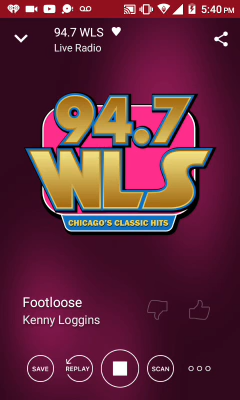 5:40 PM
94.7 WLS
Live Radio
94.7
WLS
CHICAGO'S CLASSIC HITS
Footloose
Kenny Loggins
SAVE
REPLAY
SCAN